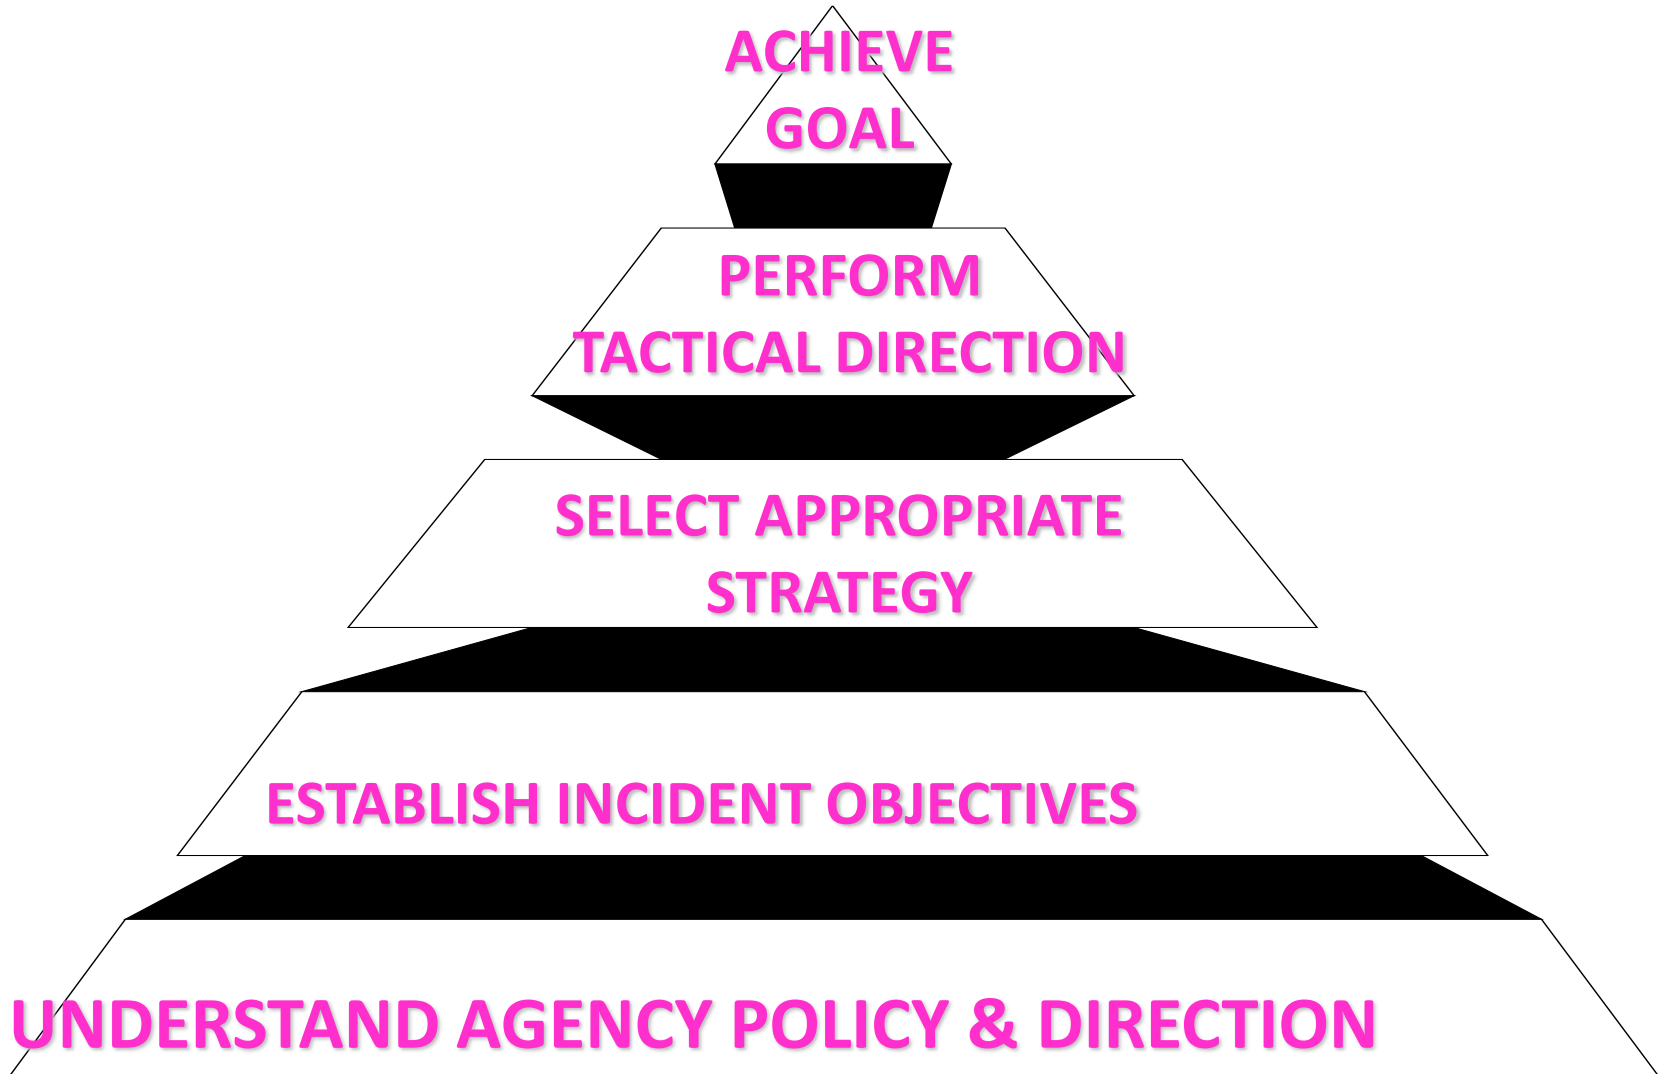 ACHIEVE
GOAL
PERFORM
TACTICAL DIRECTION
SELECT APPROPRIATE
STRATEGY
ESTABLISH INCIDENT OBJECTIVES
UNDERSTAND AGENCY POLICY & DIRECTION